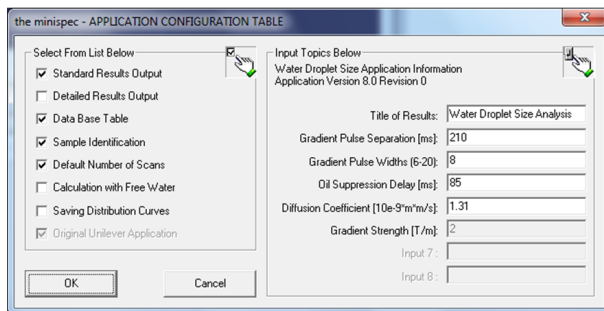 the minispec - APPLICATION CONFIGURATION TABLE
Select From List Below
Standard Results Output
Detailed Results Output
Data Base Table
Sample Identification
Default Number of Scans
Calculation with Free Water
Saving Distribution Curves
Original Unilever Application
OK
Cancel
Input Topics Below
Water Droplet Size Application Information
Application Version 8.0 Revision 0
Title of Results: Water Droplet Size Analysis
Gradient Pulse Separation [ms]: 210
Gradient Pulse Widths (6-20): 8
Oil Suppression Delay [ms]: 85
Diffusion Coefficient [10e-9*m*m/s]: 1.31
Gradient Strength [T/m]: 2
Input 7 :
Input 8 :